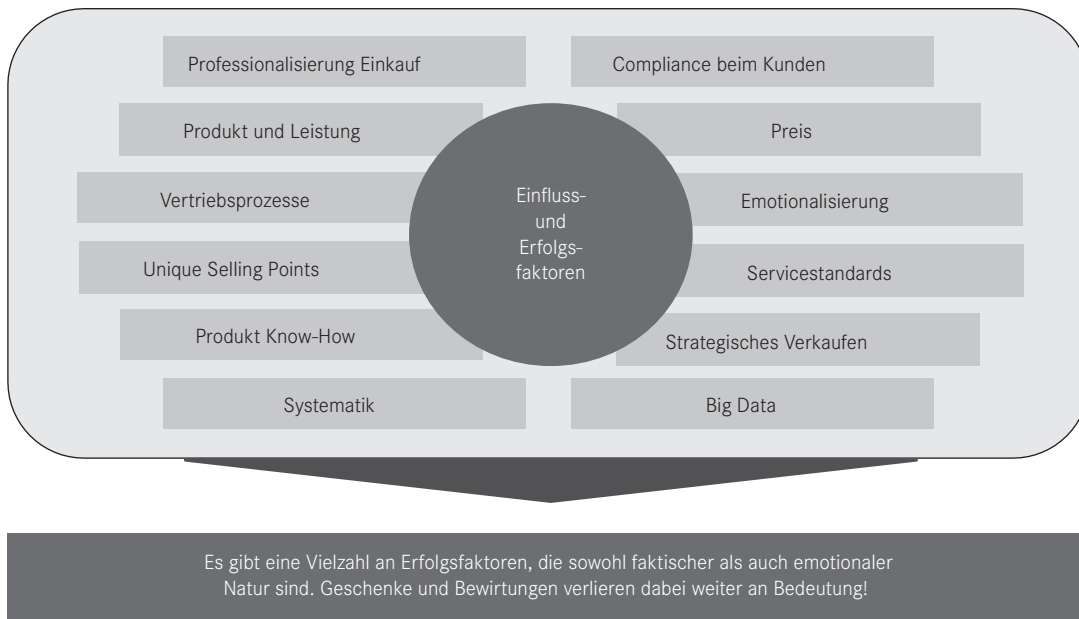 Professionalisierung Einkauf
Compliance beim Kunden
Produkt und Leistung
Preis
Vertriebsprozesse
Emotionalisierung
Unique Selling Points
Servicestandards
Produkt Know-How
Strategisches Verkaufen
Systematik
Big Data
Einfluss-
und
Erfolgs-
faktoren
Es gibt eine Vielzahl an Erfolgsfaktoren, die sowohl faktischer als auch emotionaler
Natur sind. Geschenke und Bewirtungen verlieren dabei weiter an Bedeutung!